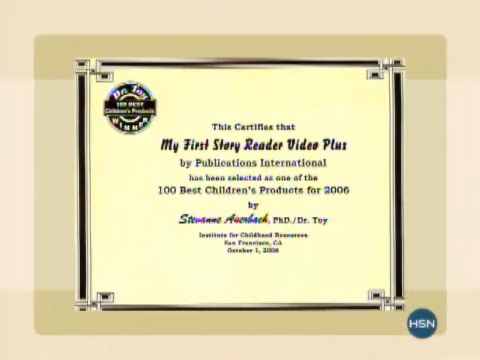 Dr. Toy
100 BEST
Children's Products
WINNER
This Certifies that
My First Story Reader Video Plus
by Publications International
has been selected as one of the
100 Best Children's Products for 2006
by
Stevanne Auerbach, PhD./Dr. Toy
Institute for Childhood Resources
San Francisco, CA
October 1, 2006
HSN